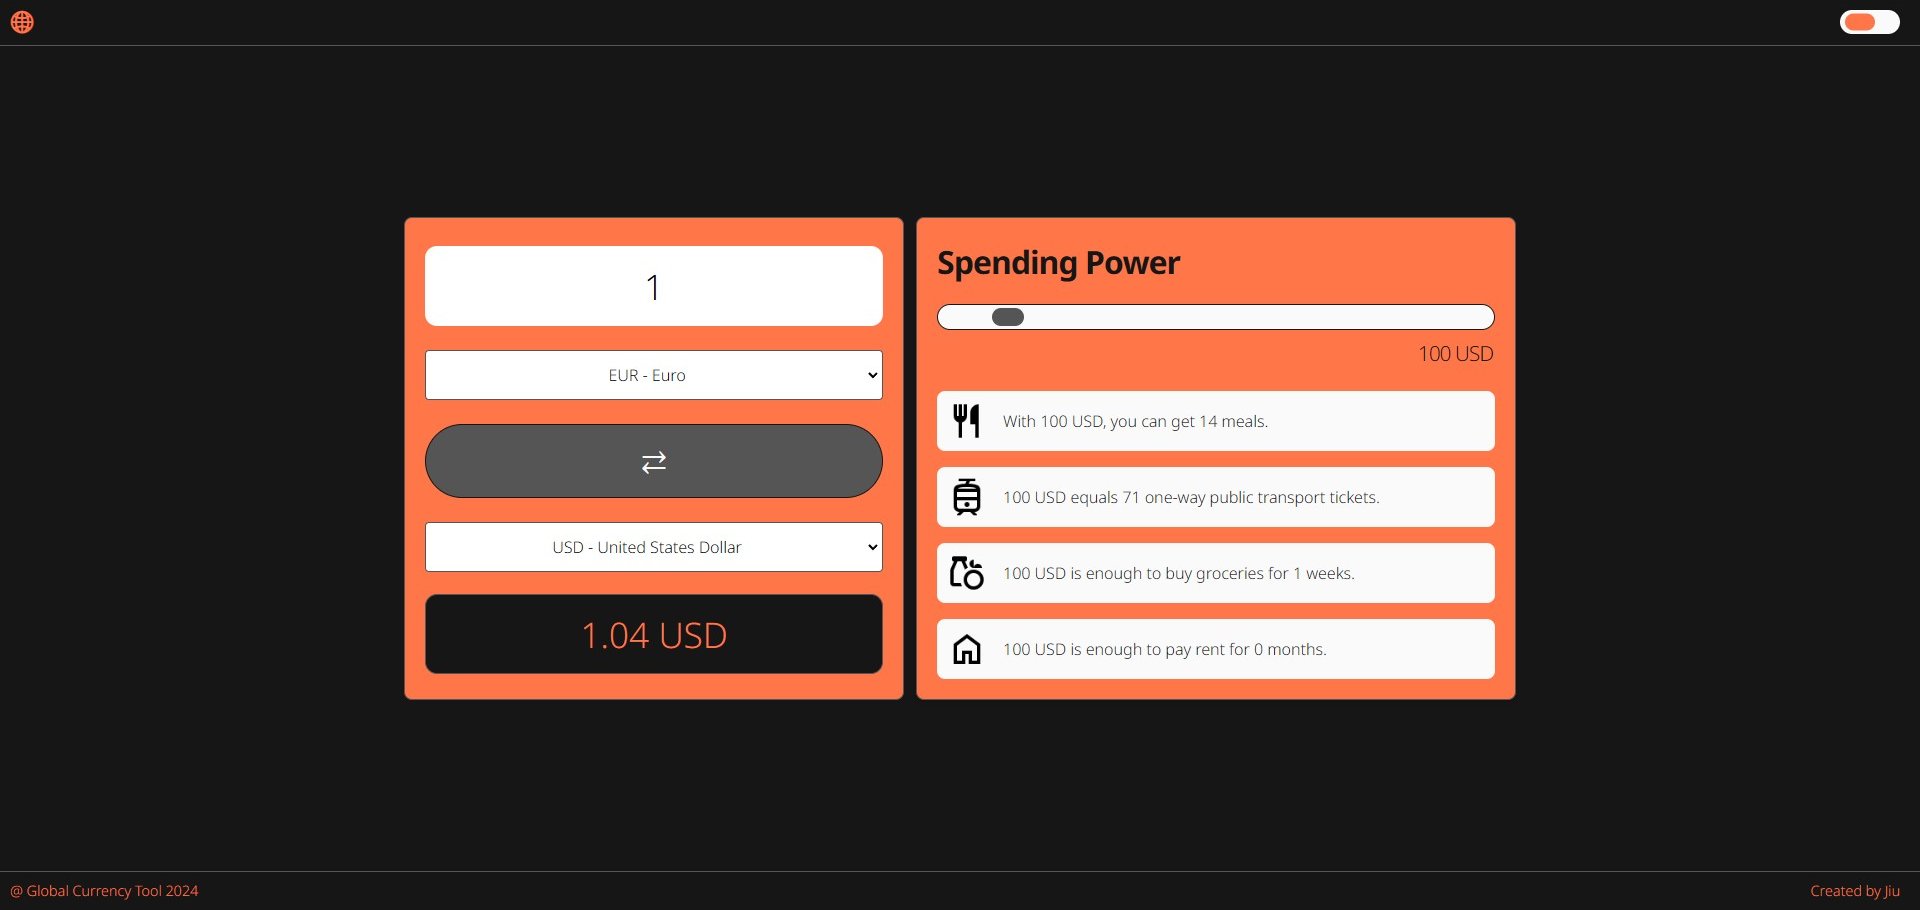 1
EUR - Euro
USD - United States Dollar
1.04 USD
Spending Power
100 USD
With 100 USD, you can get 14 meals.
100 USD equals 71 one-way public transport tickets.
100 USD is enough to buy groceries for 1 weeks.
100 USD is enough to pay rent for 0 months.
@ Global Currency Tool 2024
Created by Jiu